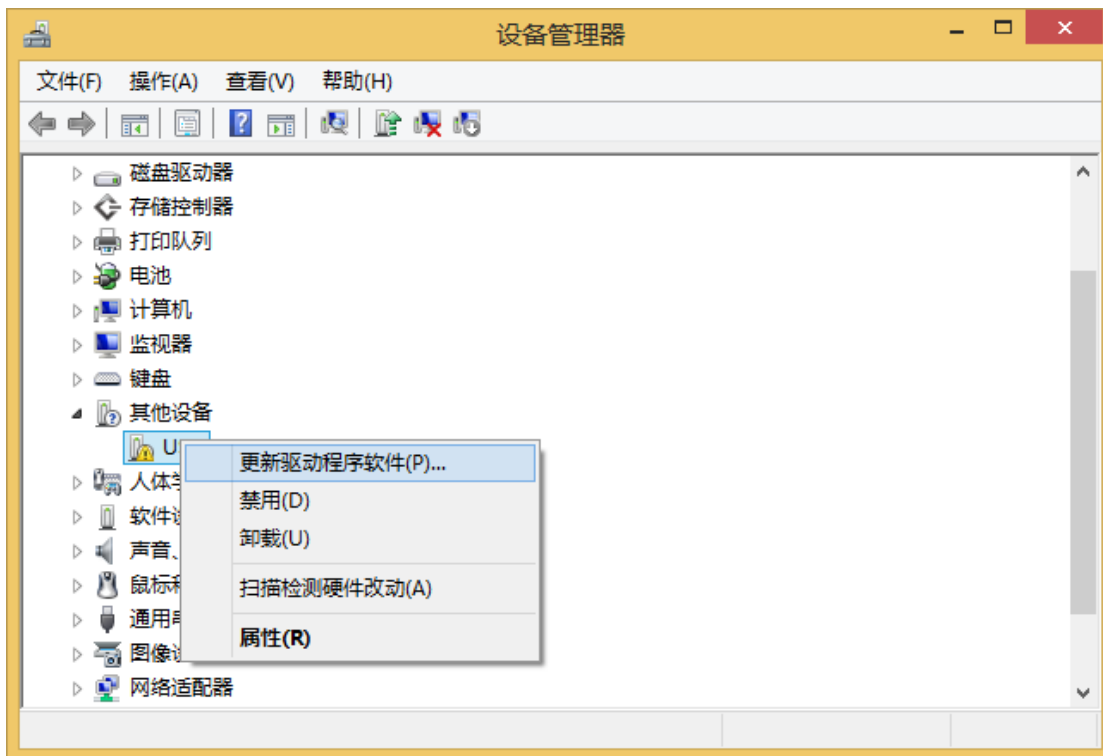 设备管理器
文件(F) 操作(A) 查看(V) 帮助(H)
磁盘驱动器
存储控制器
打印队列
电池
计算机
监视器
键盘
其他设备
更新驱动程序软件(P)...
人体
禁用(D)
软件
卸载(U)
声音、
鼠标
扫描检测硬件改动(A)
通用
属性(R)
图像
网络适配器